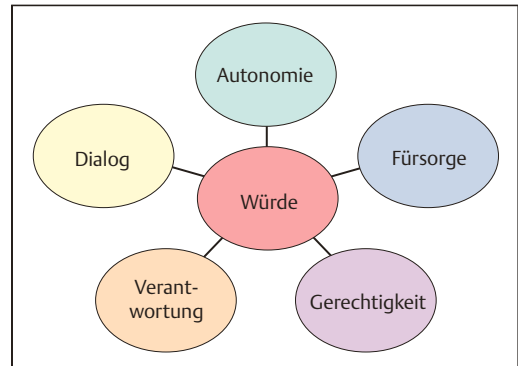 Autonomie
Dialog
Fürsorge
Würde
Verant-
wortung
Gerechtigkeit